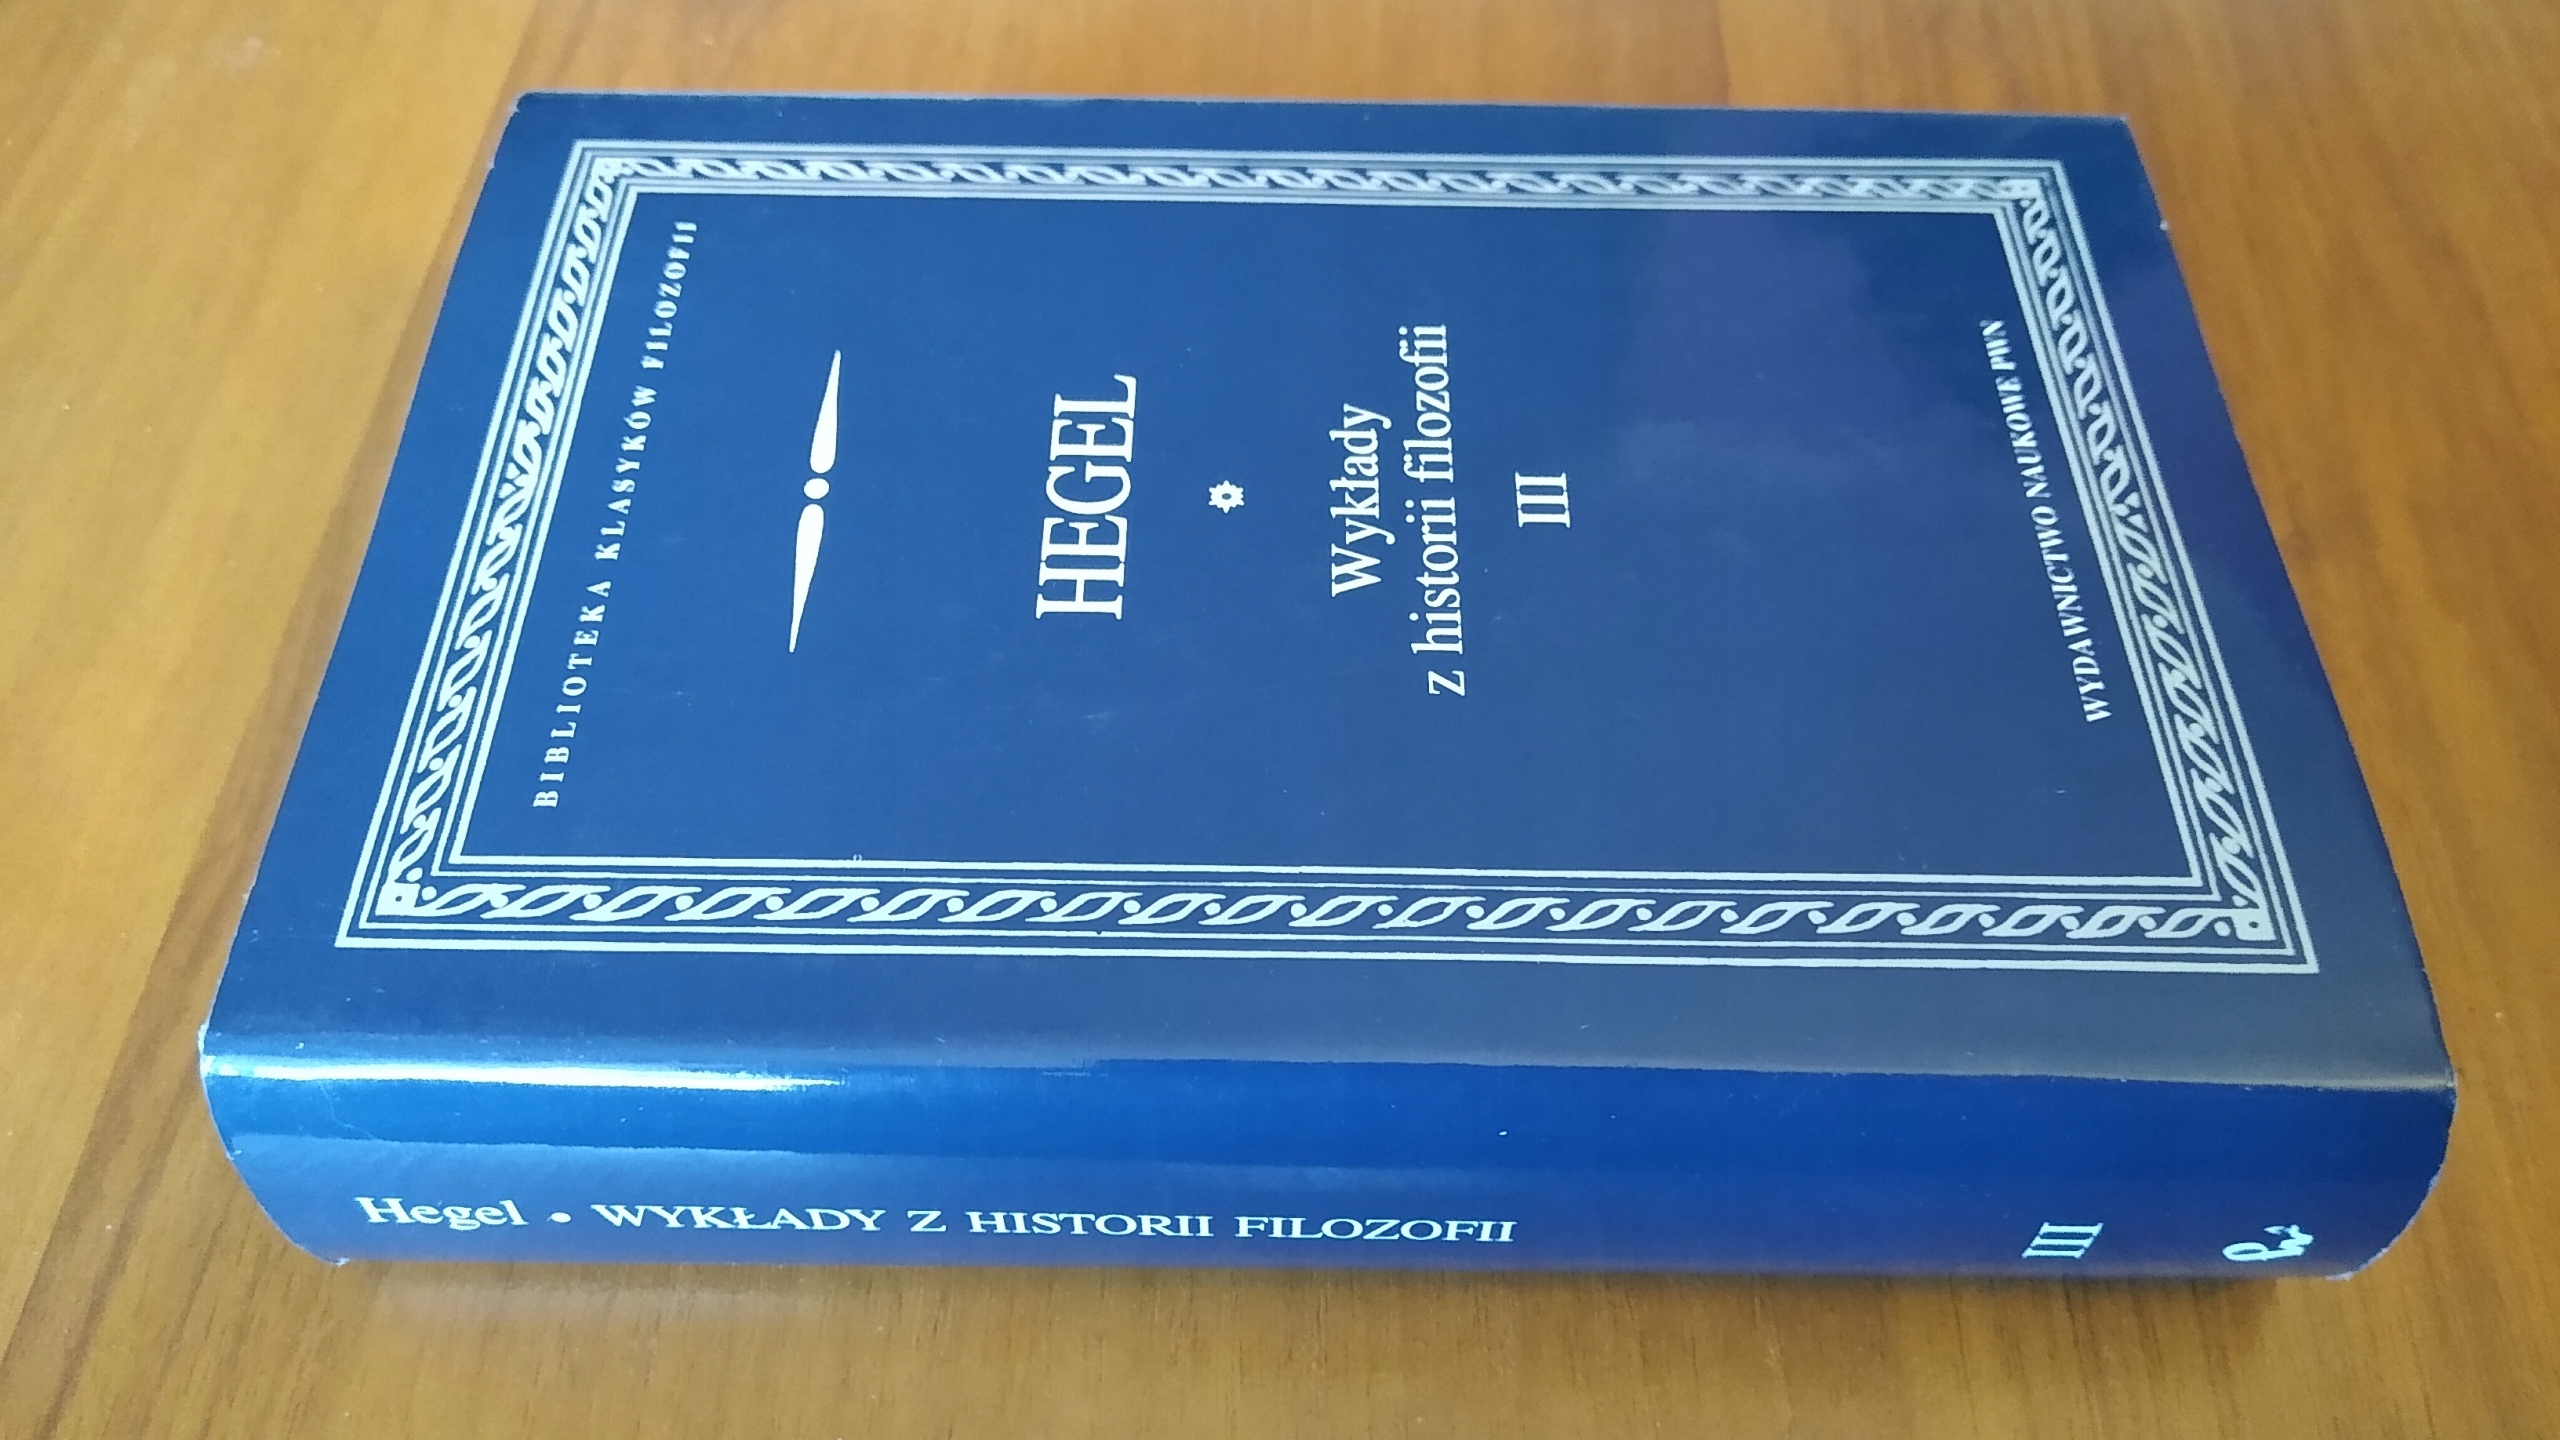 BIBLIOTEKA KLASYKÓW FILOZOFII
HEGEL
Wykłady
z historii filozofii
III
WYDAWNICTWO NAUKOWE PWN
Hegel • WYKŁADY Z HISTORII FILOZOFII
III